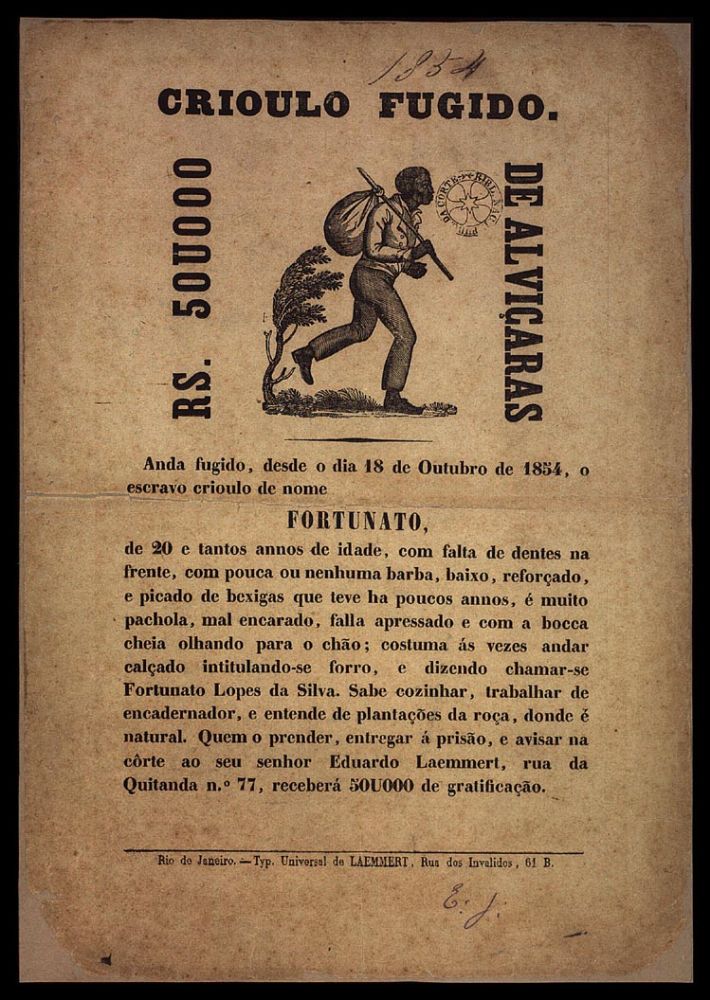 1854
CRIOULO FUGIDO.
RS. 50U000
DE ALVIÇARAS
Anda fugido, desde o dia 18 de Outubro de 1854, o
escravo crioulo de nome
FORTUNATO,
de 20 e tantos annos de idade, com falta de dentes na
frente, com pouca ou nenhuma barba, baixo, reforçado,
e picado de bexigas que teve ha poucos annos, é muito
pachola, mal encarado, falla apressado e com a bocca
cheia olhando para o chão; costuma ás vezes andar
calçado intitulando-se forro, e dizendo chamar-se
Fortunato Lopes da Silva. Sabe cozinhar, trabalhar de
encadernador, e entende de plantações da roça, donde é
natural. Quem o prender, entregar á prisão, e avisar na
côrte ao seu senhor Eduardo Laemmert, rua da
Quitanda n.º 77, receberá 50U000 de gratificação.
Rio de Janeiro. — Typ. Universal de LAEMMERT, Rua dos Invalidos, 61 B.